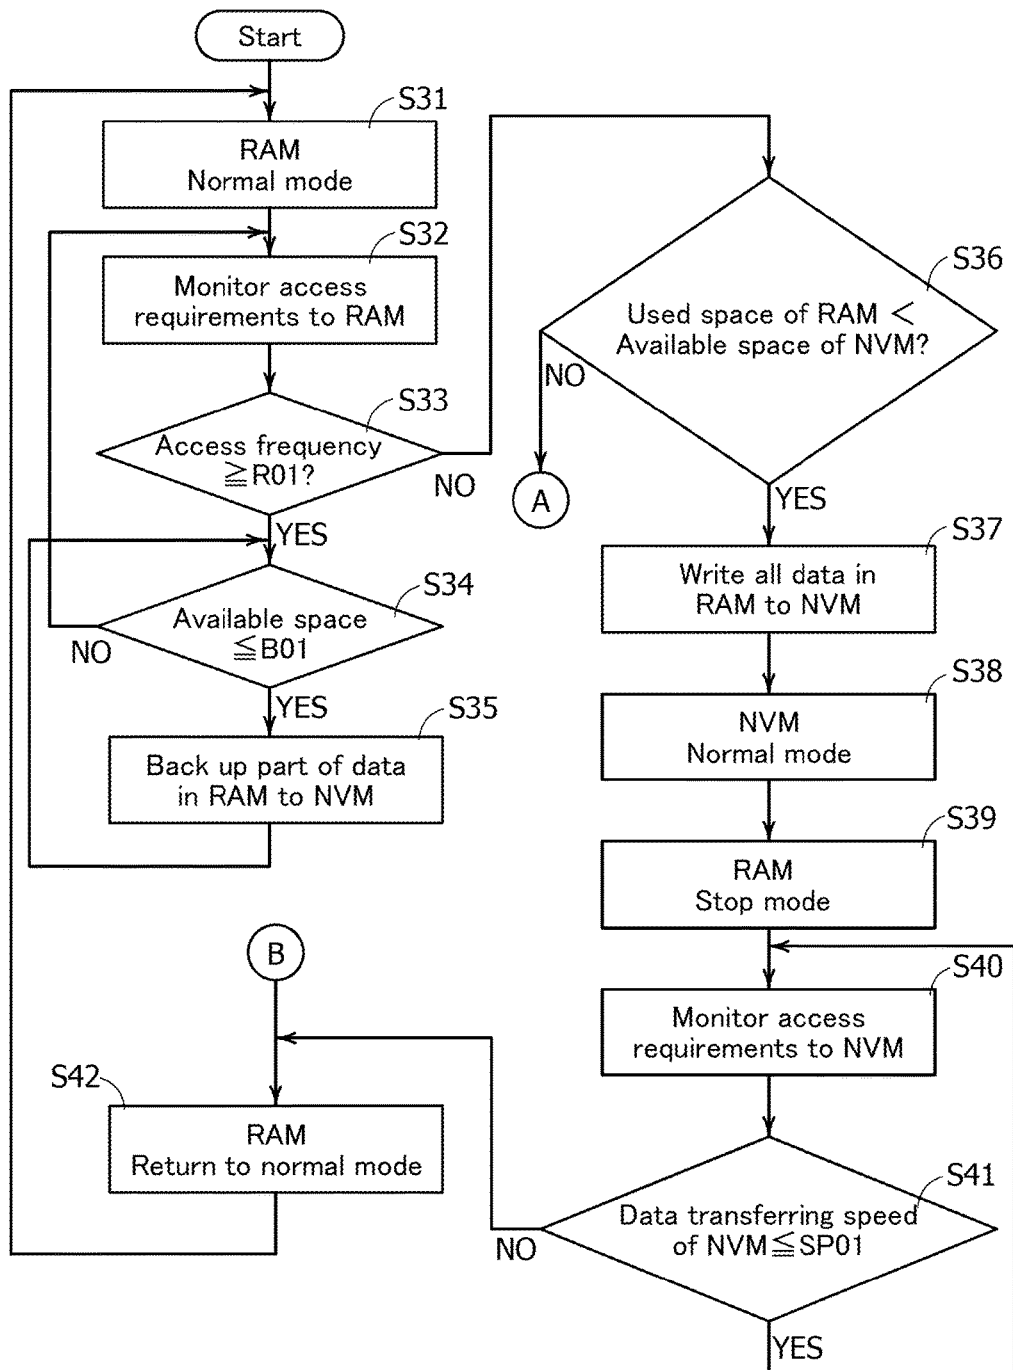 Start
S31
RAM
Normal mode
S32
Monitor access
requirements to RAM
S33
Access frequency
≧R01?
NO
YES
S34
Available space
≦B01
NO
YES
S35
Back up part of data
in RAM to NVM
S36
Used space of RAM <
Available space of NVM?
NO
A
YES
S37
Write all data in
RAM to NVM
S38
NVM
Normal mode
S39
RAM
Stop mode
S40
Monitor access
requirements to NVM
S41
Data transferring speed
of NVM≦SP01
NO
YES
B
S42
RAM
Return to normal mode